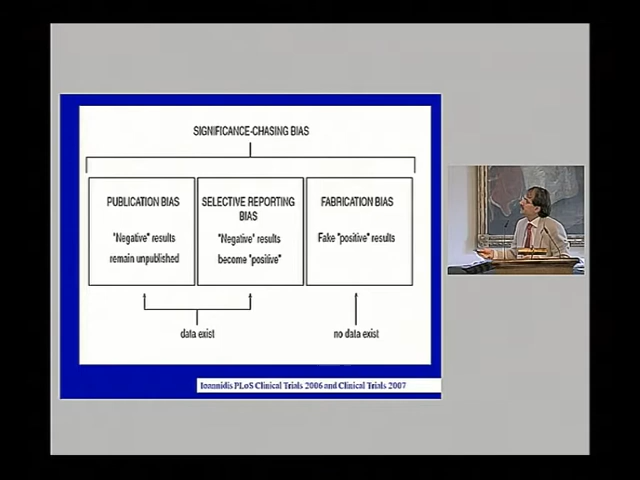 SIGNIFICANCE-CHASING BIAS
PUBLICATION BIAS
"Negative" results
remain unpublished
SELECTIVE REPORTING
BIAS
"Negative" results
become "positive"
FABRICATION BIAS
Fake "positive" results
data exist
no data exist
Ioannidis PLoS Clinical Trials 2006 and Clinical Trials 2007